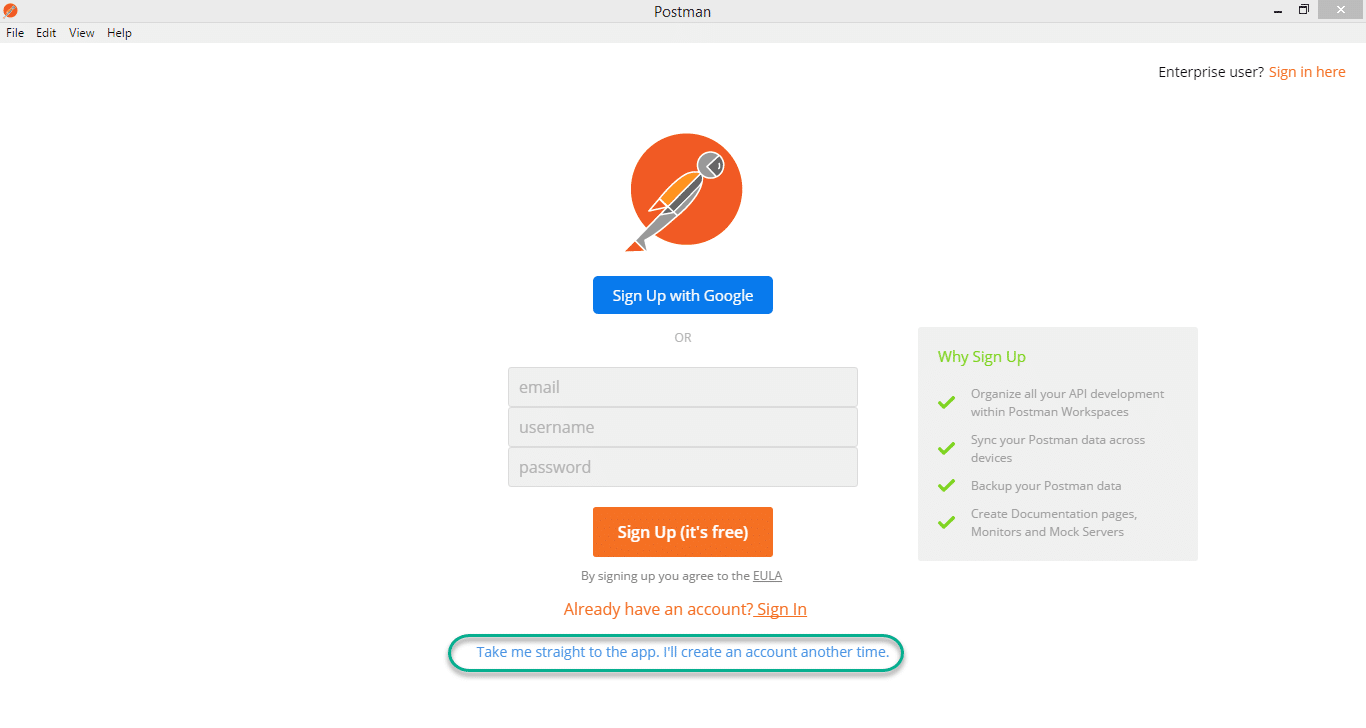 Postman
File Edit View Help
Enterprise user? Sign in here
Sign Up with Google
OR
email
username
password
Sign Up (it's free)
By signing up you agree to the EULA
Already have an account? Sign In
Take me straight to the app. I'll create an account another time.
Why Sign Up
Organize all your API development
within Postman Workspaces
Sync your Postman data across
devices
Backup your Postman data
Create Documentation pages,
Monitors and Mock Servers